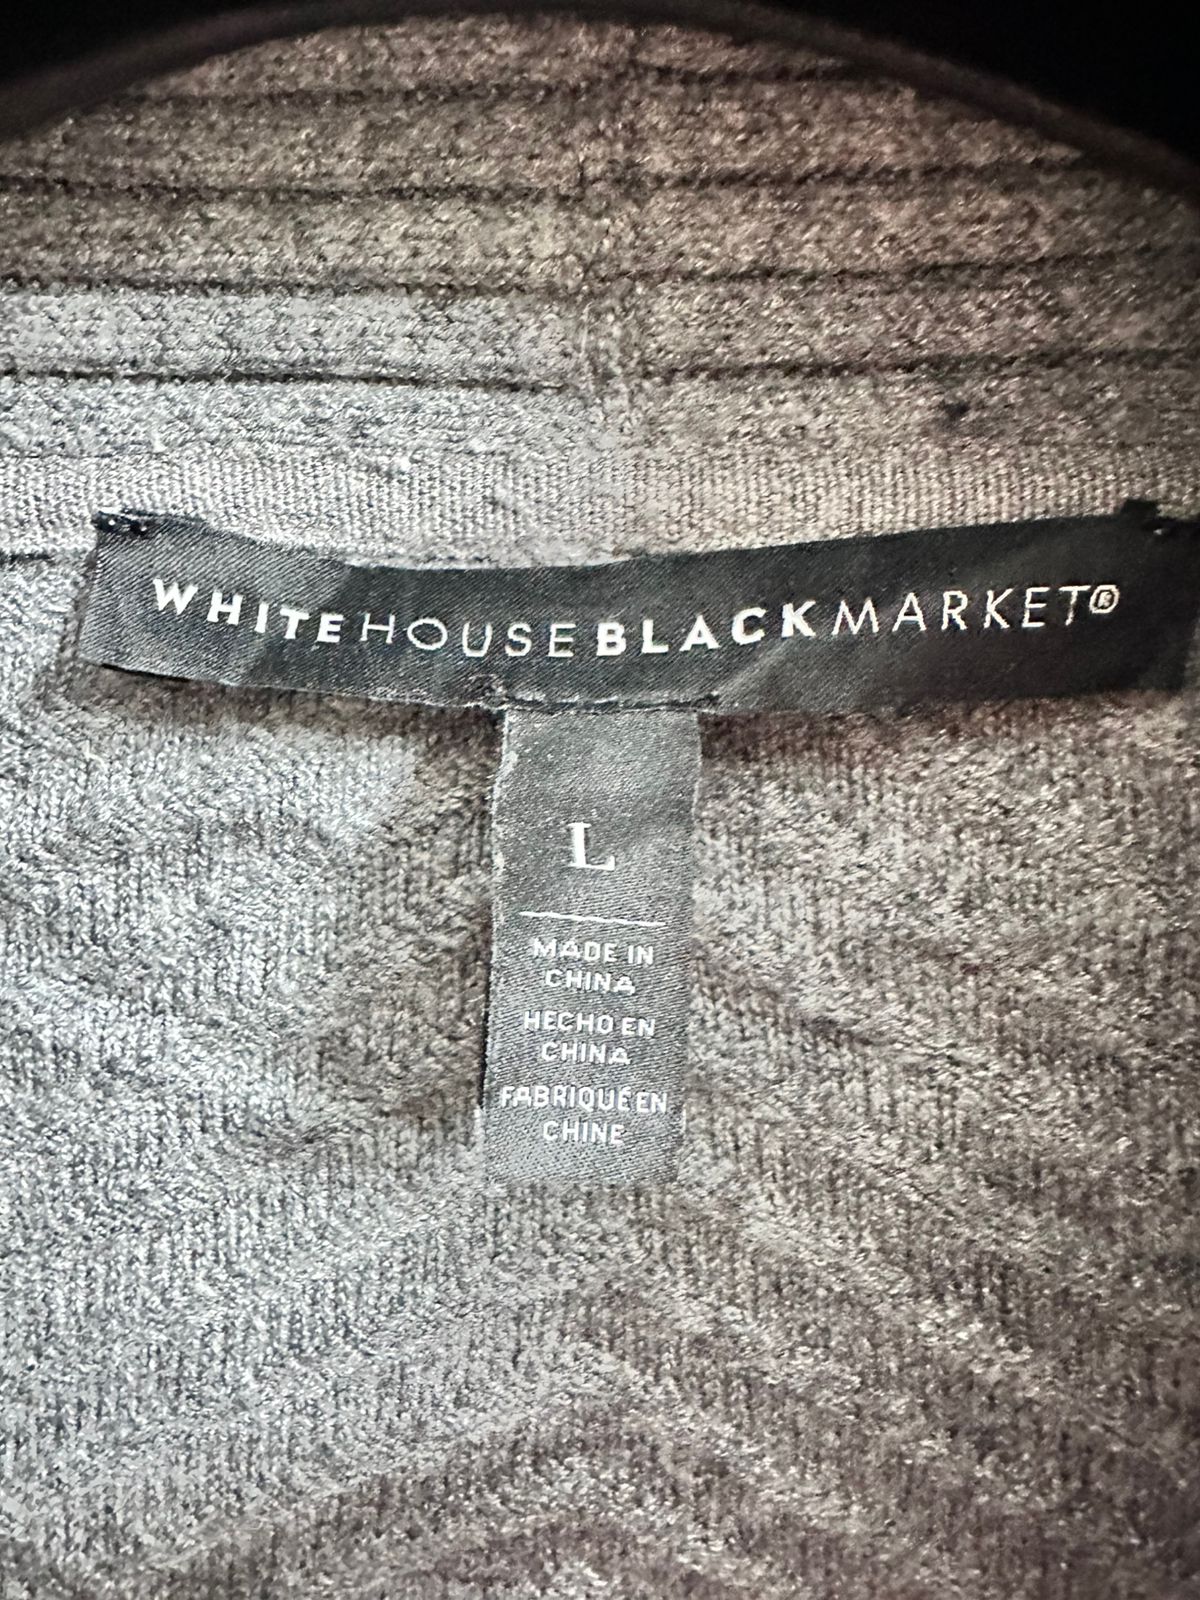 WHITEHOUSEBLACKMARKET®
L
MADE IN
CHINA
HECHO EN
CHINA
FABRIQUÉ EN
CHINE